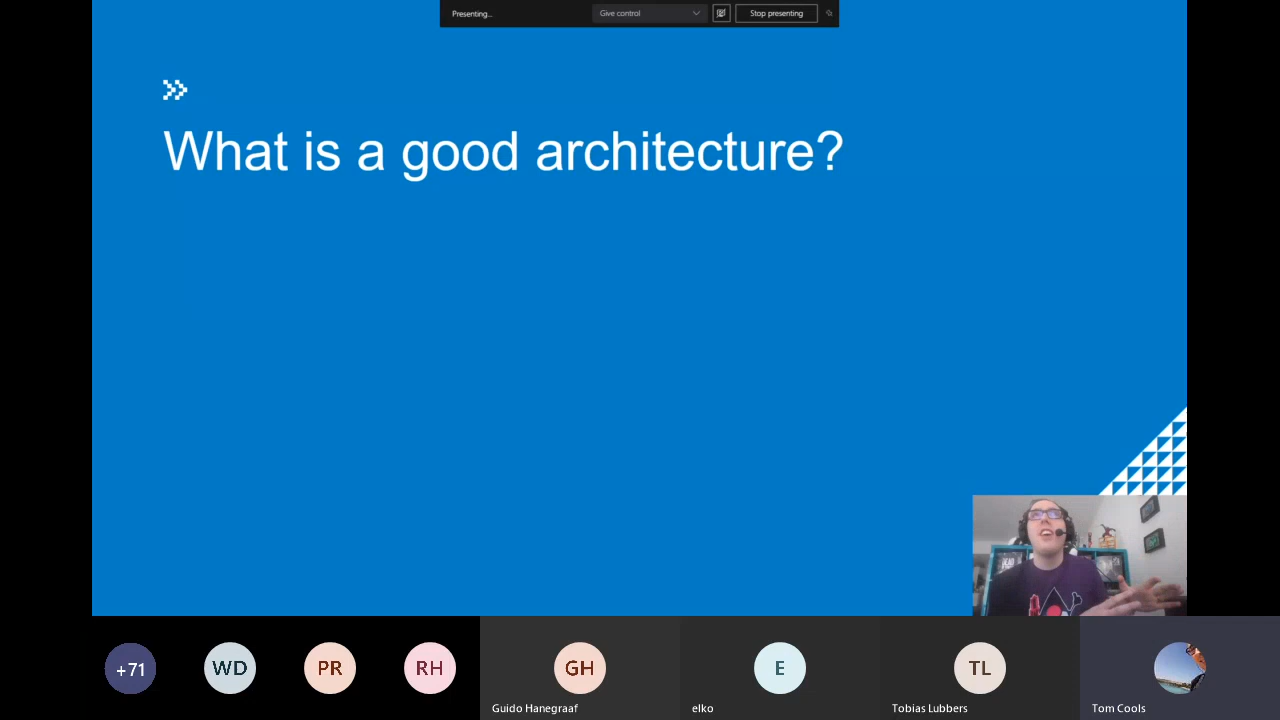 Presenting...
Give control
Stop presenting
What is a good architecture?
+71
WD
PR
RH
GH
E
TL
Guido Hanegraaf
elko
Tobias Lubbers
Tom Cools